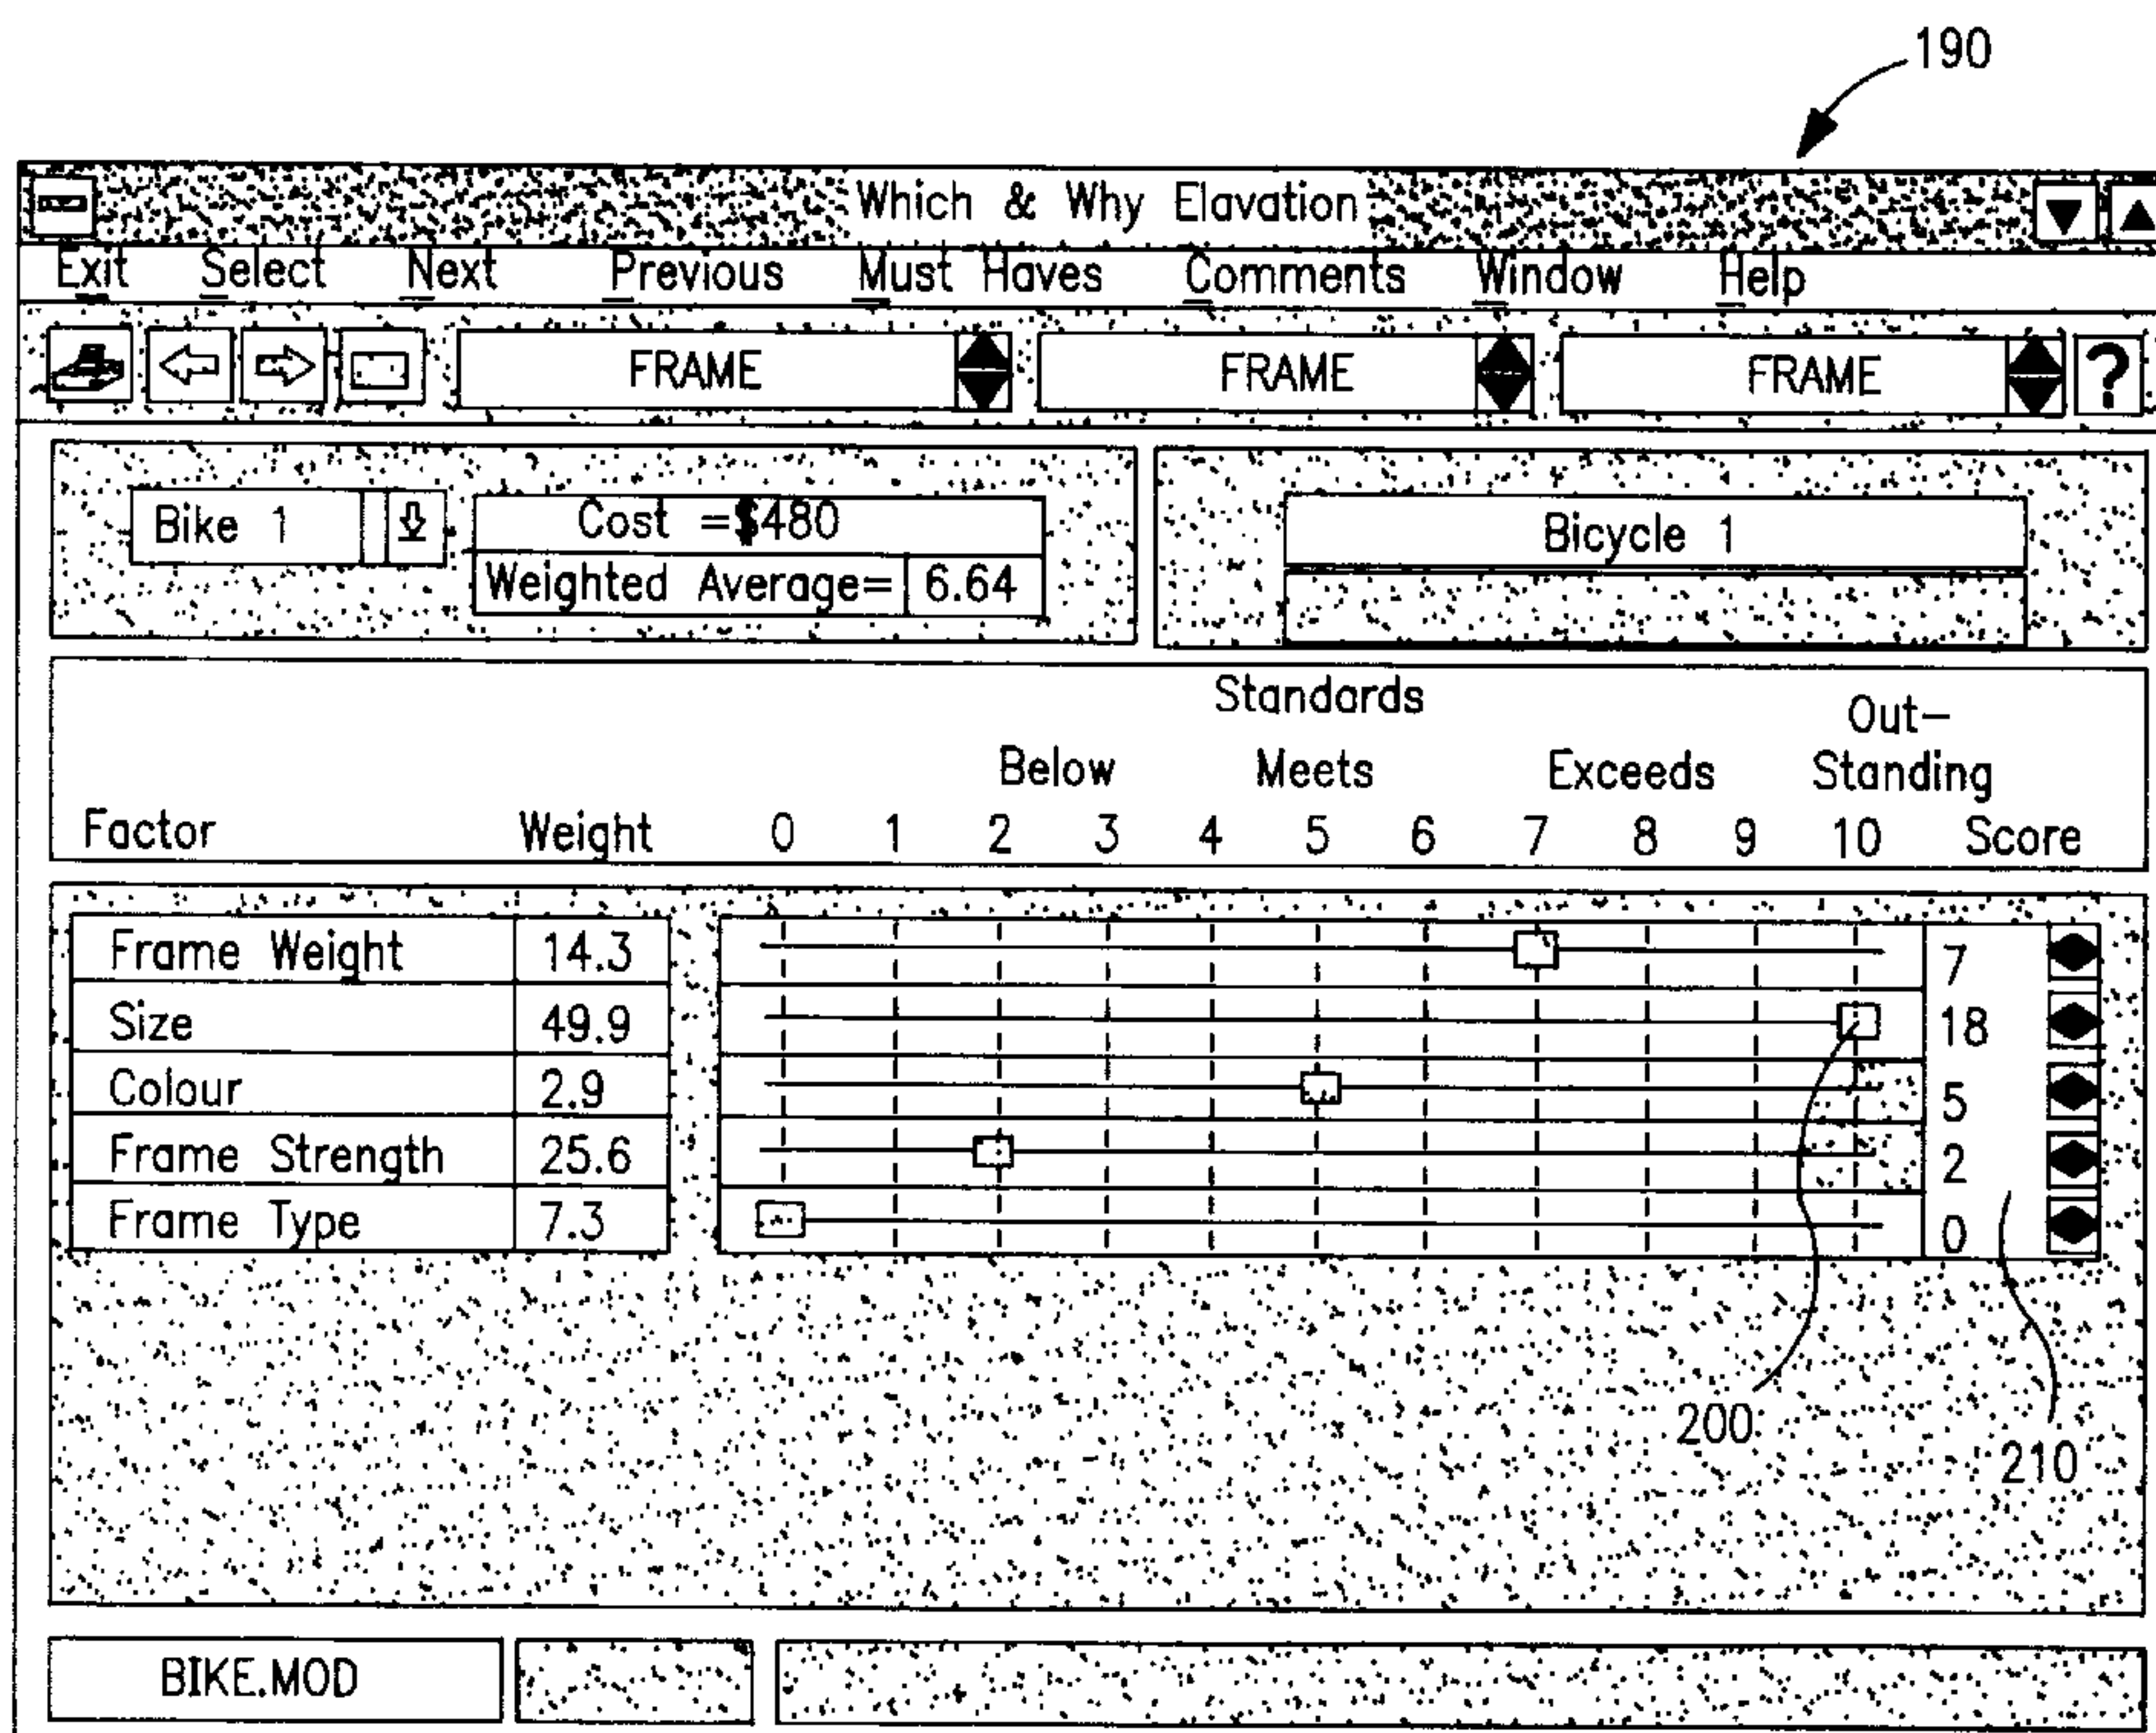 190
Which & Why Elavation
Exit Select Next Previous Must Haves Comments Window Help
FRAME FRAME FRAME ?
Bike 1 Cost =$480 Bicycle 1
Weighted Average= 6.64
Standards
Out-
Below Meets Exceeds Standing
Factor Weight 0 1 2 3 4 5 6 7 8 9 10 Score
Frame Weight 14.3 7
Size 49.9 18
Colour 2.9 5
Frame Strength 25.6 2
Frame Type 7.3 0
200
210
BIKE.MOD